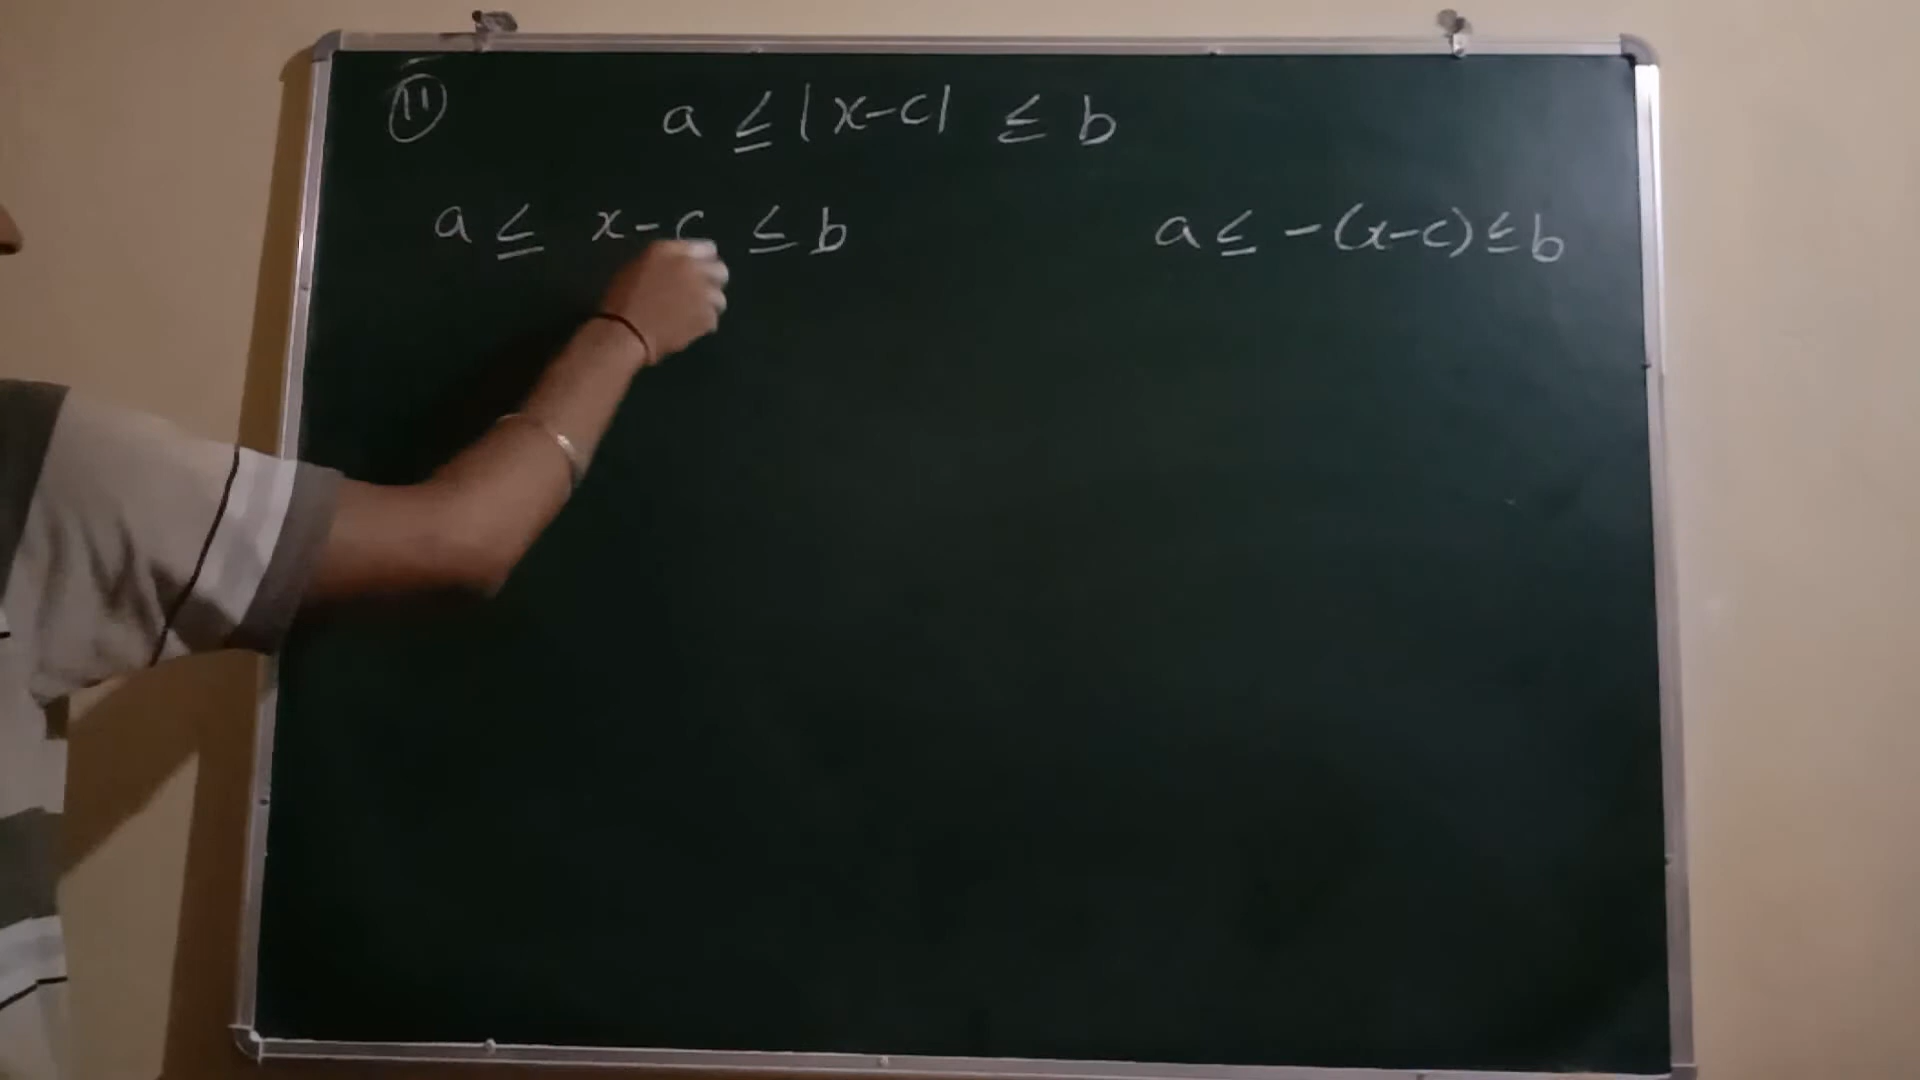 (11) a ≤ |x-c| ≤ b
a ≤ x-c ≤ b a ≤ -(x-c) ≤ b